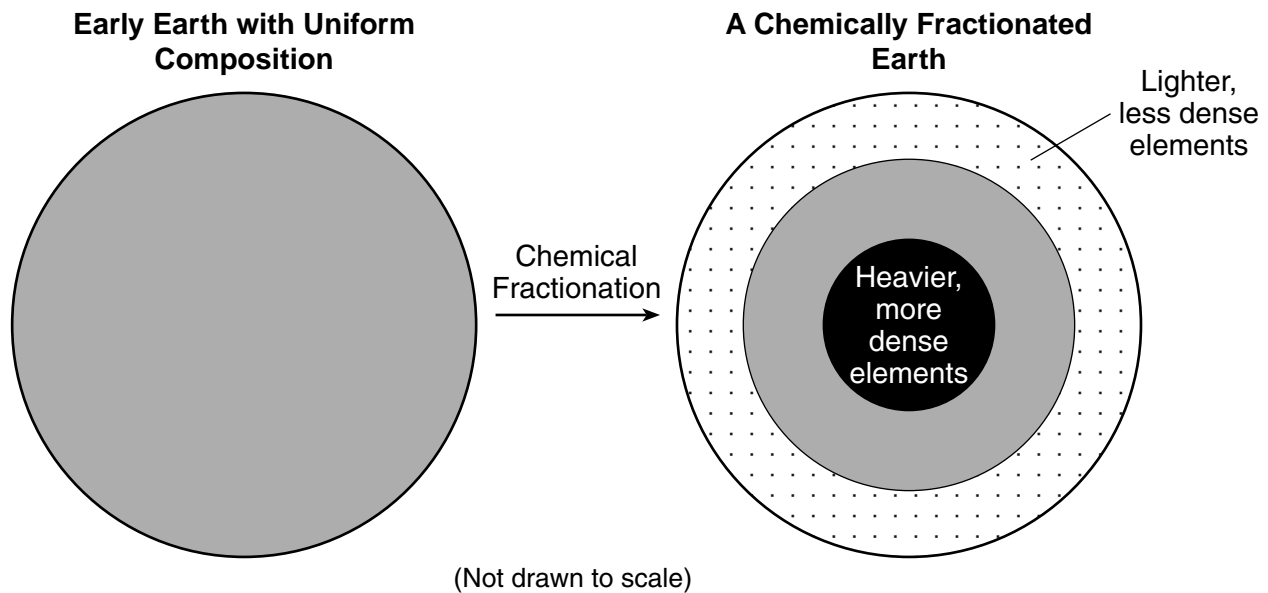 Early Earth with Uniform
Composition
A Chemically Fractionated
Earth
Lighter,
less dense
elements
Chemical
Fractionation
Heavier,
more
dense
elements
(Not drawn to scale)